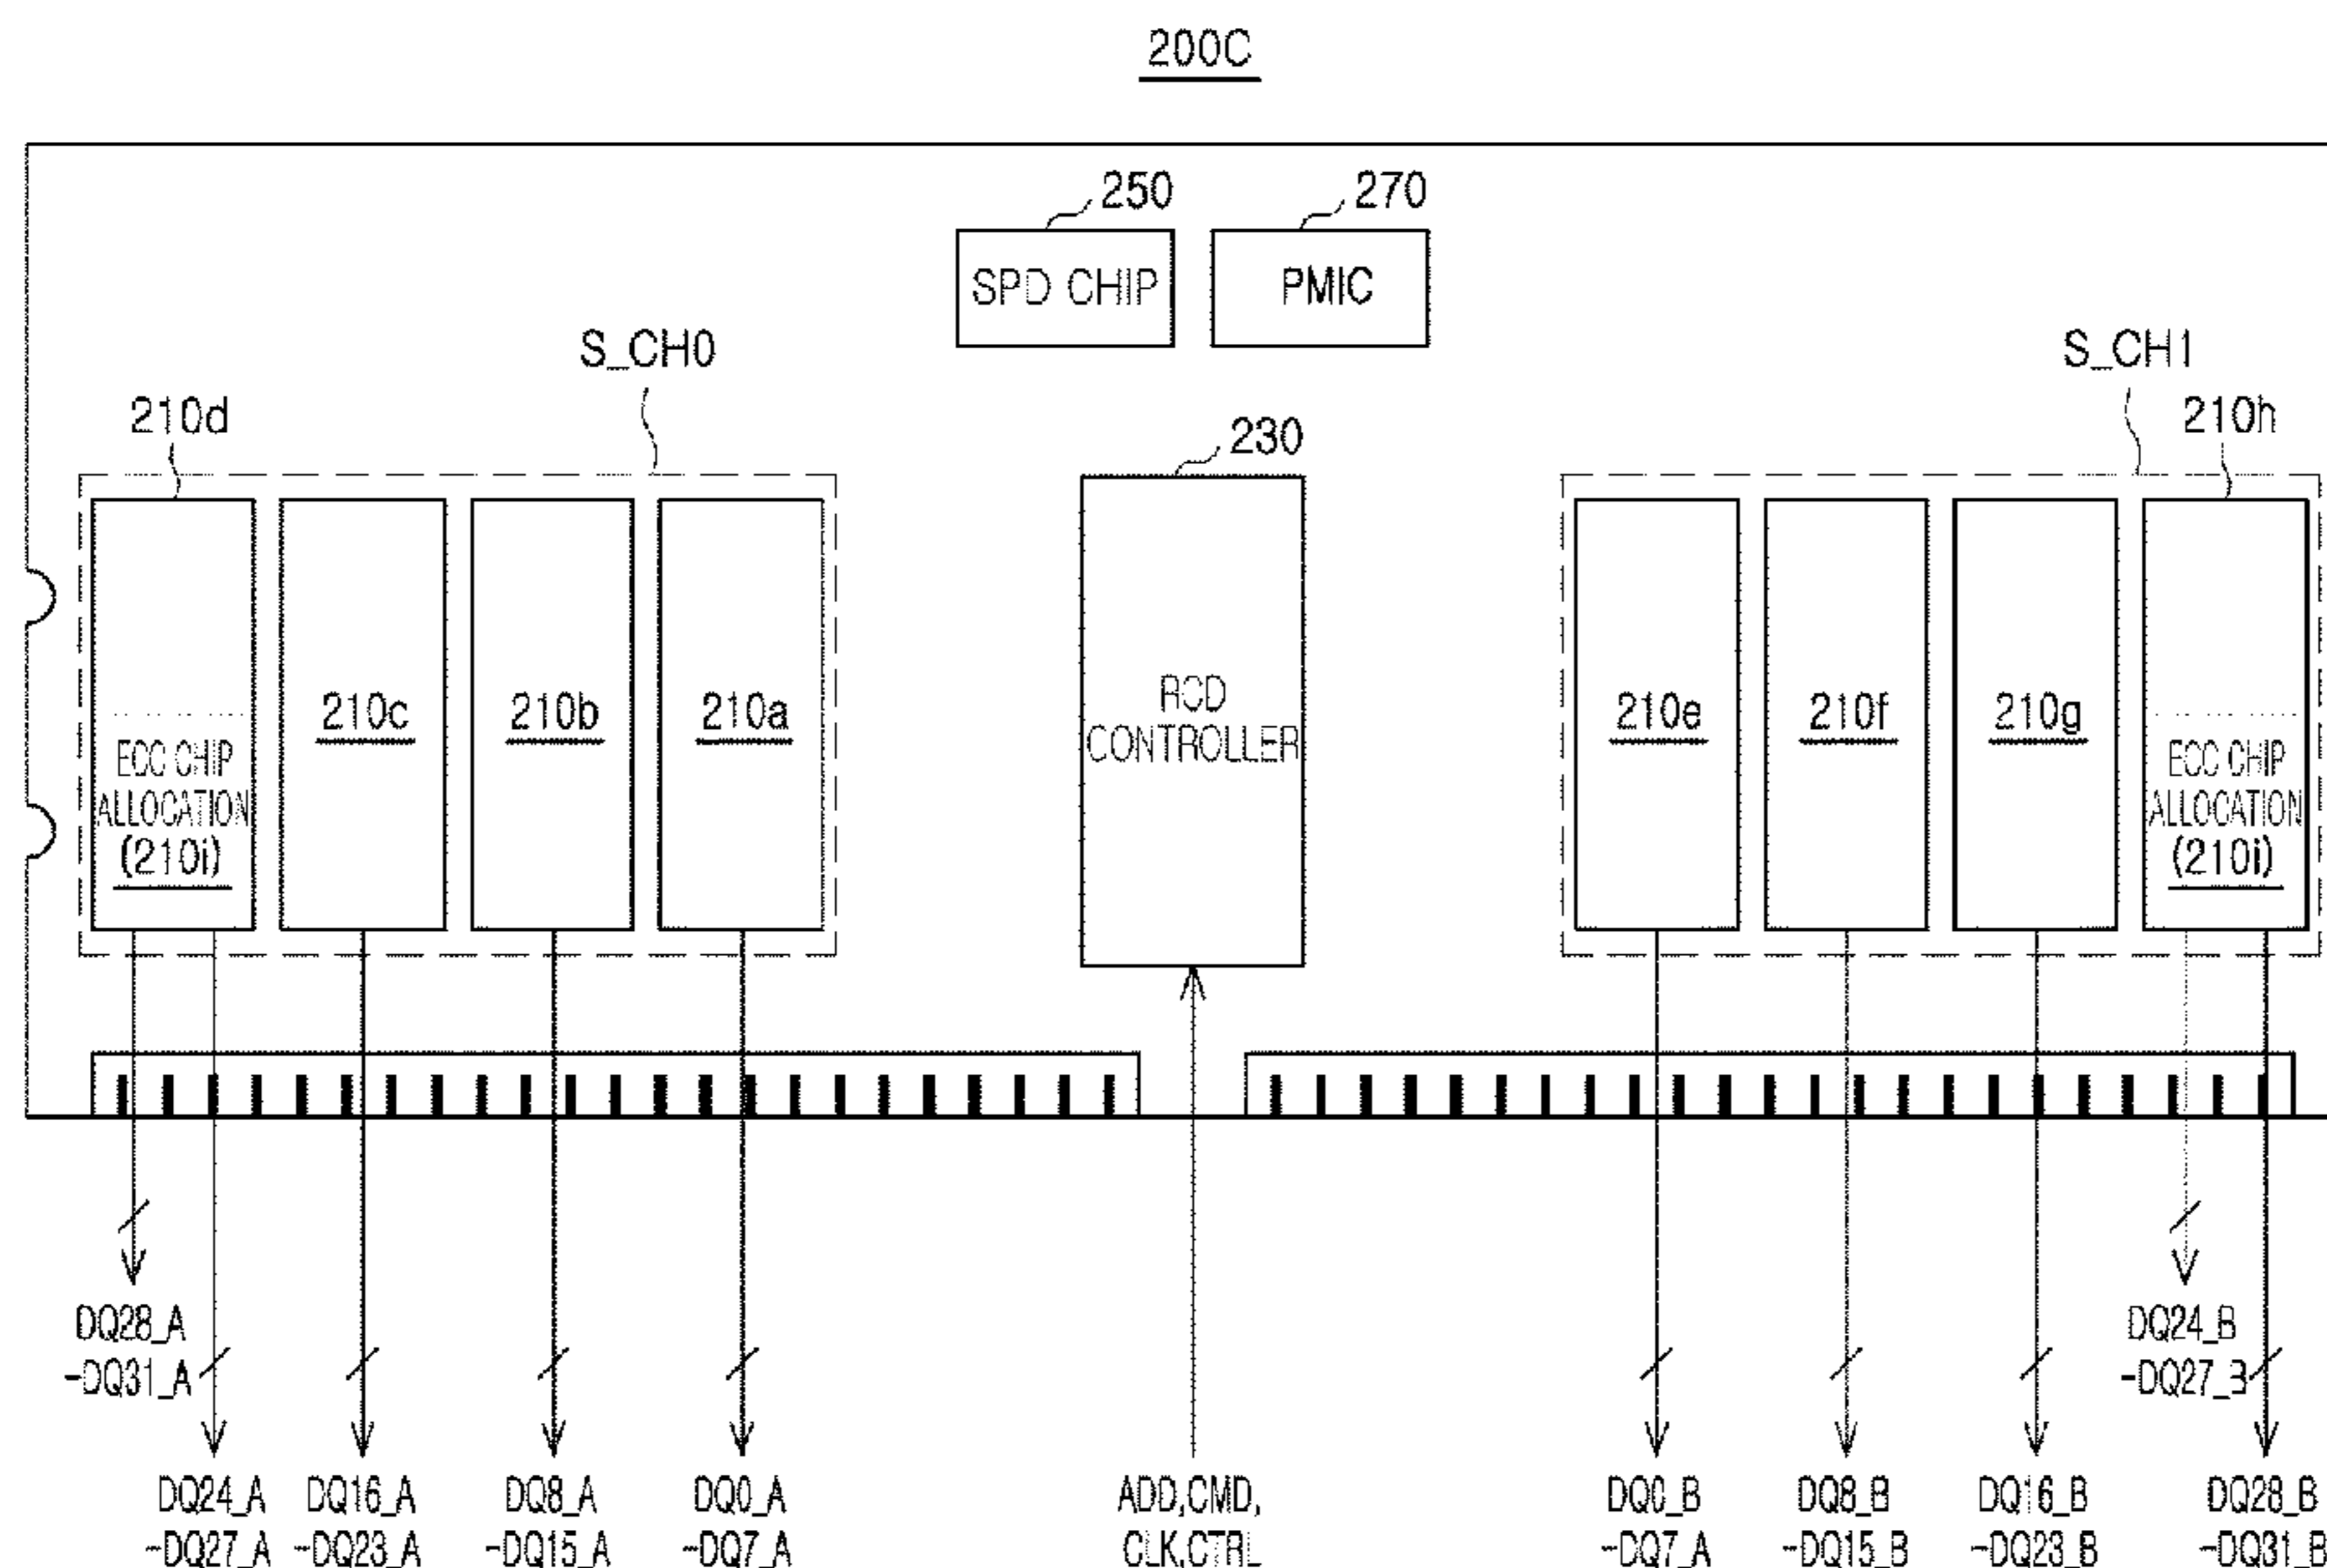 200C
250
270
SPD CHIP
PMIC
S_CH0
S_CH1
210d
230
210h
210c
210b
210a
RCD
CONTROLLER
210e
210f
210g
ECC CHIP
ALLOCATION
(210i)
ECC CHIP
ALLOCATION
(210i)
DQ28_A
-DQ31_A
DQ24_B
-DQ27_B
DQ24_A
-DQ27_A
DQ16_A
-DQ23_A
DQ8_A
-DQ15_A
DQ0_A
-DQ7_A
ADD,CMD,
CLK,CTRL
DQ0_B
-DQ7_A
DQ8_B
-DQ15_B
DQ16_B
-DQ23_B
DQ28_B
-DQ31_B